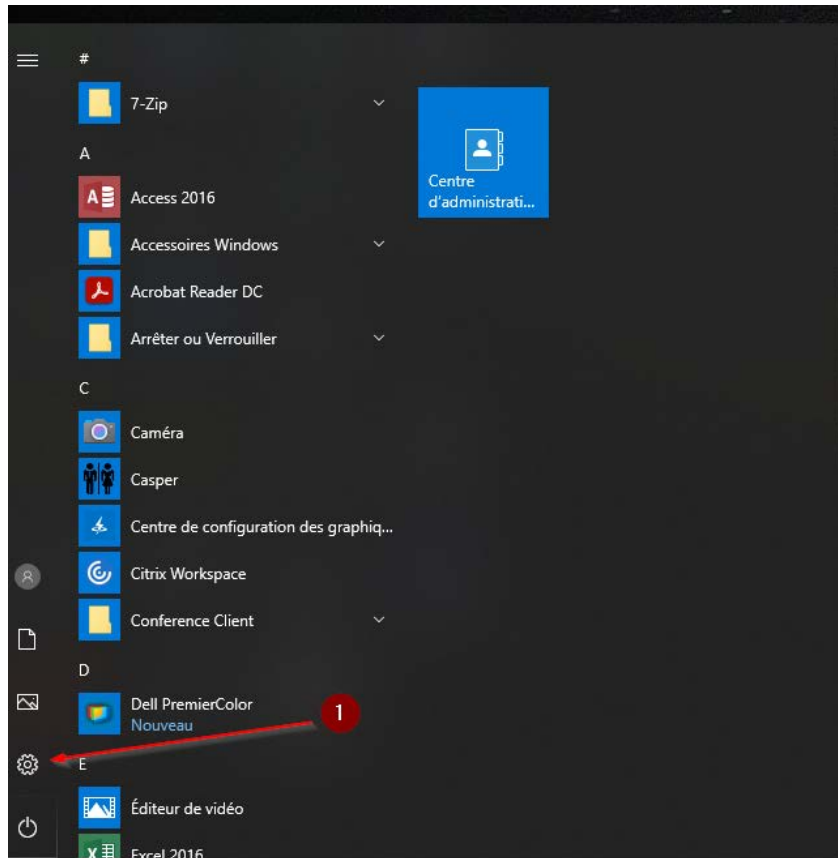 #
7-Zip
A
Access 2016
Accessoires Windows
Acrobat Reader DC
Arrêter ou Verrouiller
C
Caméra
Casper
Centre de configuration des graphiq...
Citrix Workspace
Conference Client
D
Dell PremierColor
Nouveau
1
E
Éditeur de vidéo
Excel 2016
Centre
d'administrati...